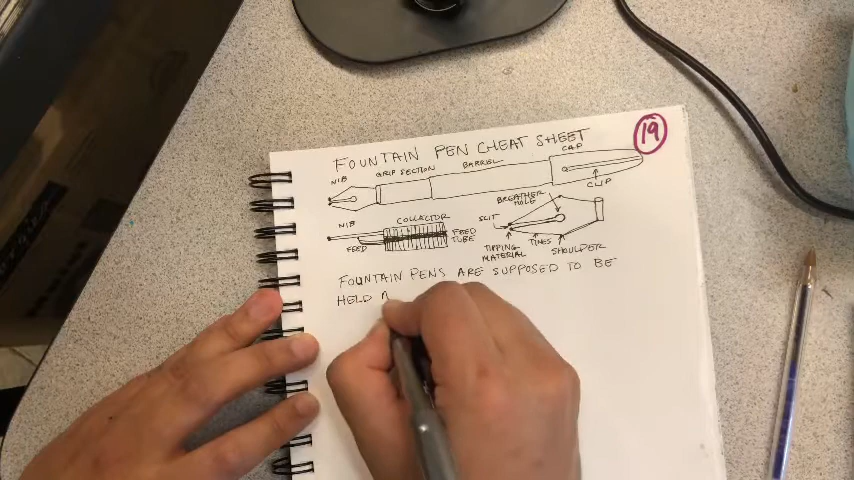 19
FOUNTAIN PEN CHEAT SHEET
NIB
GRIP SECTION
BARREL
CAP
CLIP
NIB
COLLACTOR
FEED
FEED
TUBE
SLIT
BREATHER
HOLE
TIPPING
MATERIAL
TINES
SHOULDER
FOUNTAIN PENS ARE SUPPOSED TO BE
HELD A